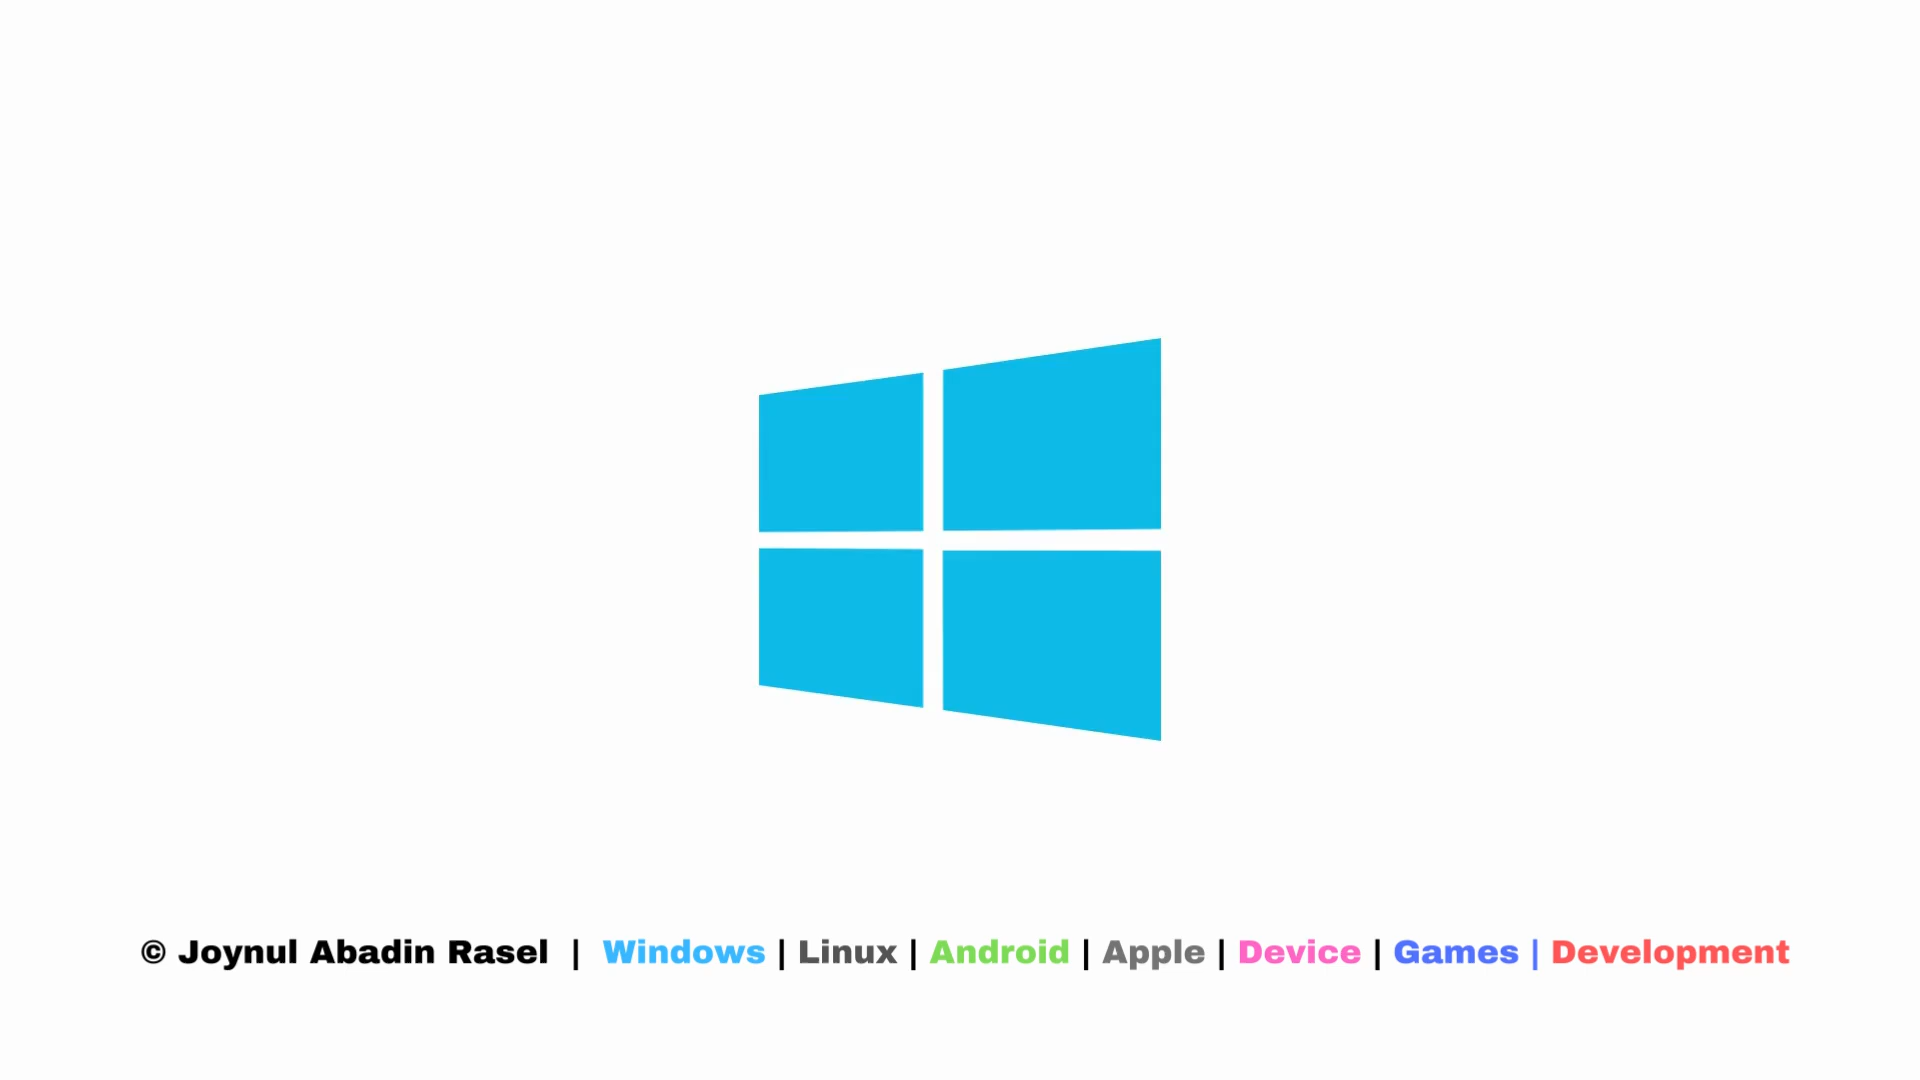 © Joynul Abadin Rasel | Windows | Linux | Android | Apple | Device | Games | Development